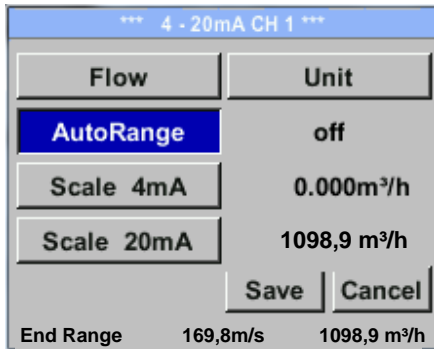 *** 4 - 20mA CH 1 ***
Flow Unit
AutoRange off
Scale 4mA 0.000m³/h
Scale 20mA 1098,9 m³/h
Save Cancel
End Range 169,8m/s 1098,9 m³/h